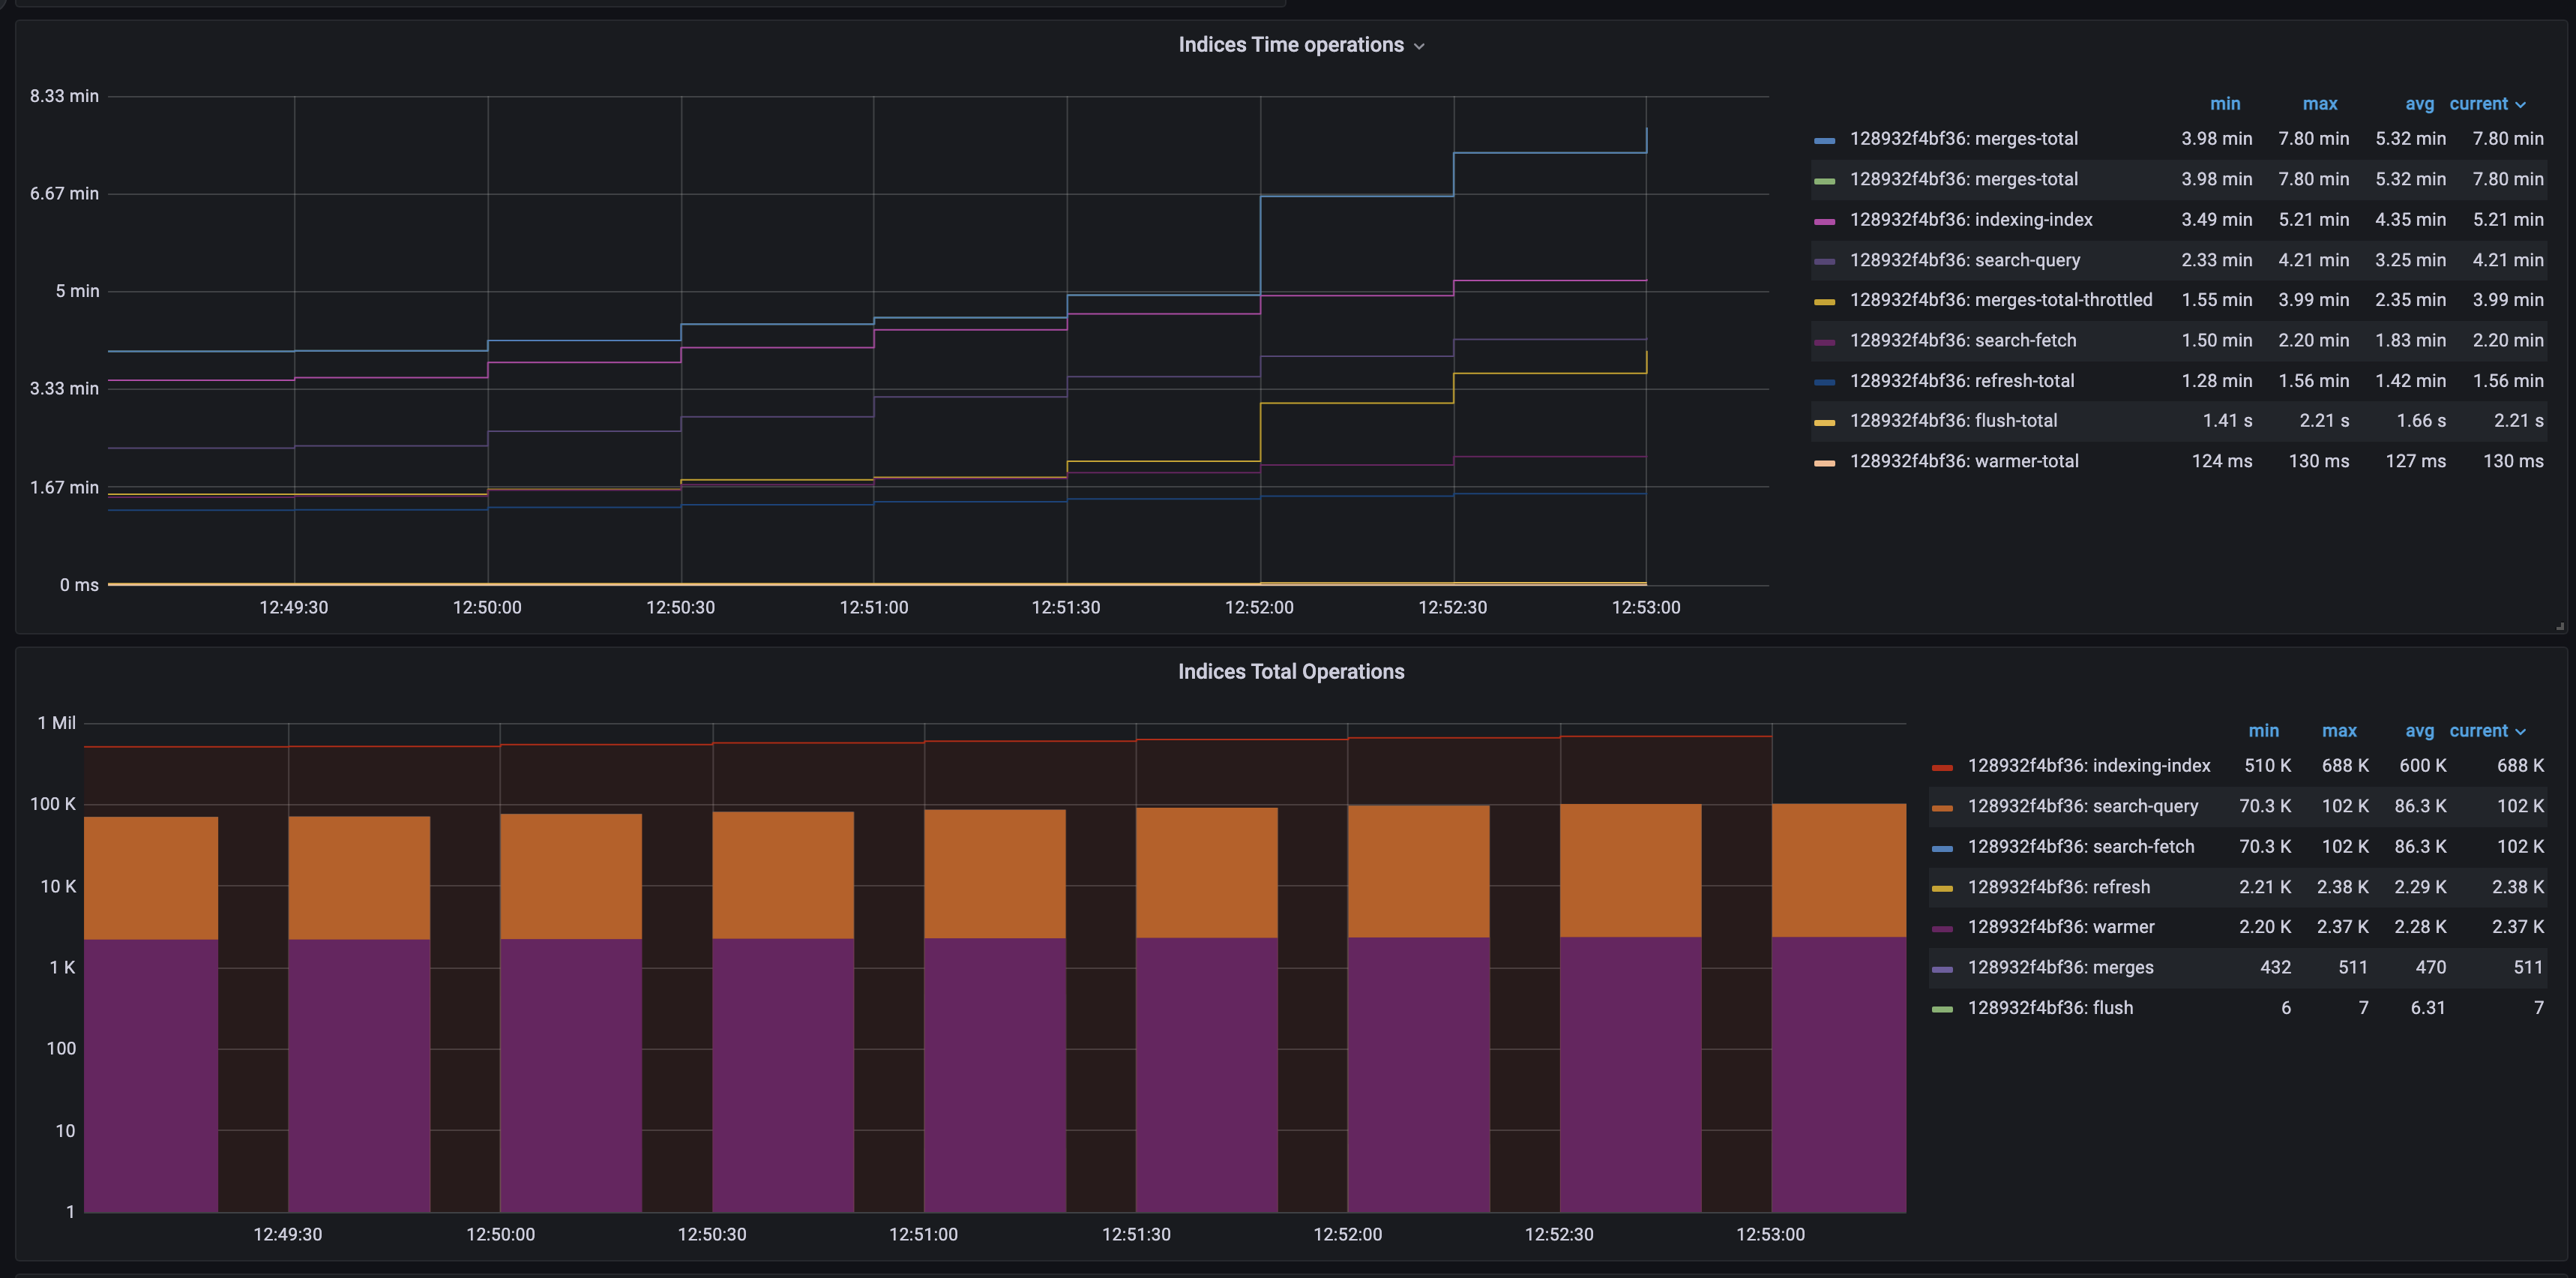 Indices Time operations
8.33 min
6.67 min
5 min
3.33 min
1.67 min
0 ms
12:49:30 12:50:00 12:50:30 12:51:00 12:51:30 12:52:00 12:52:30 12:53:00
min max avg current
128932f4bf36: merges-total 3.98 min 7.80 min 5.32 min 7.80 min
128932f4bf36: merges-total 3.98 min 7.80 min 5.32 min 7.80 min
128932f4bf36: indexing-index 3.49 min 5.21 min 4.35 min 5.21 min
128932f4bf36: search-query 2.33 min 4.21 min 3.25 min 4.21 min
128932f4bf36: merges-total-throttled 1.55 min 3.99 min 2.35 min 3.99 min
128932f4bf36: search-fetch 1.50 min 2.20 min 1.83 min 2.20 min
128932f4bf36: refresh-total 1.28 min 1.56 min 1.42 min 1.56 min
128932f4bf36: flush-total 1.41 s 2.21 s 1.66 s 2.21 s
128932f4bf36: warmer-total 124 ms 130 ms 127 ms 130 ms
Indices Total Operations
1 Mil
100 K
10 K
1 K
100
10
1
12:49:30 12:50:00 12:50:30 12:51:00 12:51:30 12:52:00 12:52:30 12:53:00
min max avg current
128932f4bf36: indexing-index 510 K 688 K 600 K 688 K
128932f4bf36: search-query 70.3 K 102 K 86.3 K 102 K
128932f4bf36: search-fetch 70.3 K 102 K 86.3 K 102 K
128932f4bf36: refresh 2.21 K 2.38 K 2.29 K 2.38 K
128932f4bf36: warmer 2.20 K 2.37 K 2.28 K 2.37 K
128932f4bf36: merges 432 511 470 511
128932f4bf36: flush 6 7 6.31 7